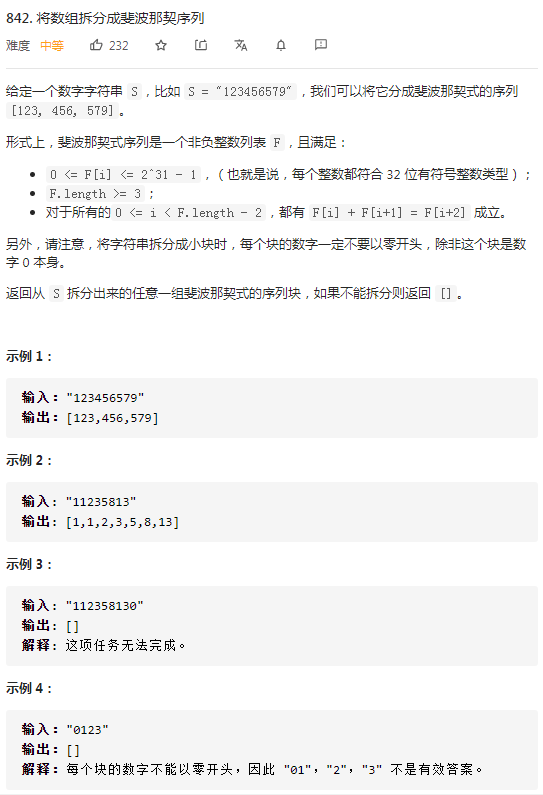 842. 将数组拆分成斐波那契序列
难度 中等 232
给定一个数字字符串 S ，比如 S = "123456579" ，我们可以将它分成斐波那契式的序列
[123, 456, 579] 。
形式上，斐波那契式序列是一个非负整数列表 F ，且满足：
• 0 <= F[i] <= 2^31 - 1 ，（也就是说，每个整数都符合 32 位有符号整数类型）；
• F.length >= 3 ；
• 对于所有的 0 <= i < F.length - 2 ，都有 F[i] + F[i+1] = F[i+2] 成立。
另外，请注意，将字符串拆分成小块时，每个块的数字一定不要以零开头，除非这个块是数
字 0 本身。
返回从 S 拆分出来的任意一组斐波那契式的序列块，如果不能拆分则返回 [] 。
示例 1：
输入："123456579"
输出：[123,456,579]
示例 2：
输入："11235813"
输出：[1,1,2,3,5,8,13]
示例 3：
输入："112358130"
输出：[]
解释：这项任务无法完成。
示例 4：
输入："0123"
输出：[]
解释：每个块的数字不能以零开头，因此 "01"，"2"，"3" 不是有效答案。